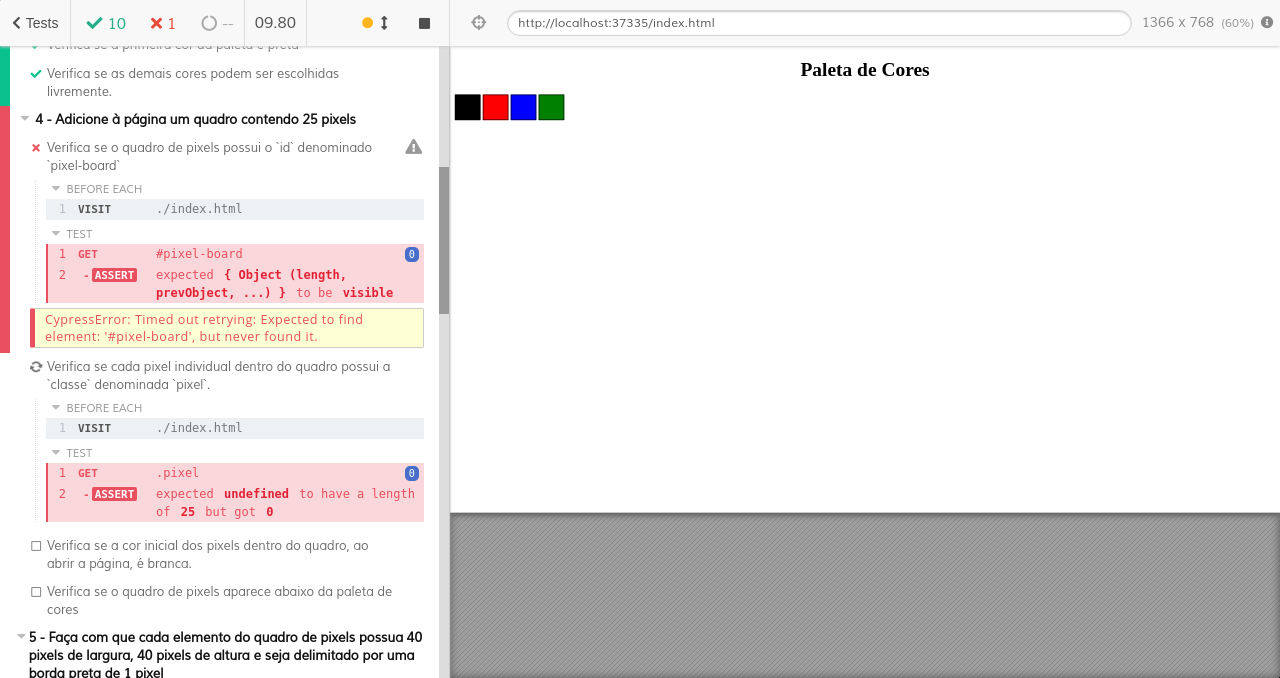 Tests
10
1
--
09.80
http://localhost:37335/index.html
1366 x 768 (60%)
Verifica se a primeira cor da paleta é preta
Verifica se as demais cores podem ser escolhidas
livremente.
4 - Adicione à página um quadro contendo 25 pixels
Verifica se o quadro de pixels possui o `id` denominado
`pixel-board`
BEFORE EACH
1 VISIT ./index.html
TEST
1 GET #pixel-board 0
2 -ASSERT expected { Object (length,
prevObject, ...) } to be visible
CypressError: Timed out retrying: Expected to find
element: '#pixel-board', but never found it.
Verifica se cada pixel individual dentro do quadro possui a
`classe` denominada `pixel`.
BEFORE EACH
1 VISIT ./index.html
TEST
1 GET .pixel 0
2 -ASSERT expected undefined to have a length
of 25 but got 0
Verifica se a cor inicial dos pixels dentro do quadro, ao
abrir a página, é branca.
Verifica se o quadro de pixels aparece abaixo da paleta de
cores
5 - Faça com que cada elemento do quadro de pixels possua 40
pixels de largura, 40 pixels de altura e seja delimitado por uma
borda preta de 1 pixel
Paleta de Cores